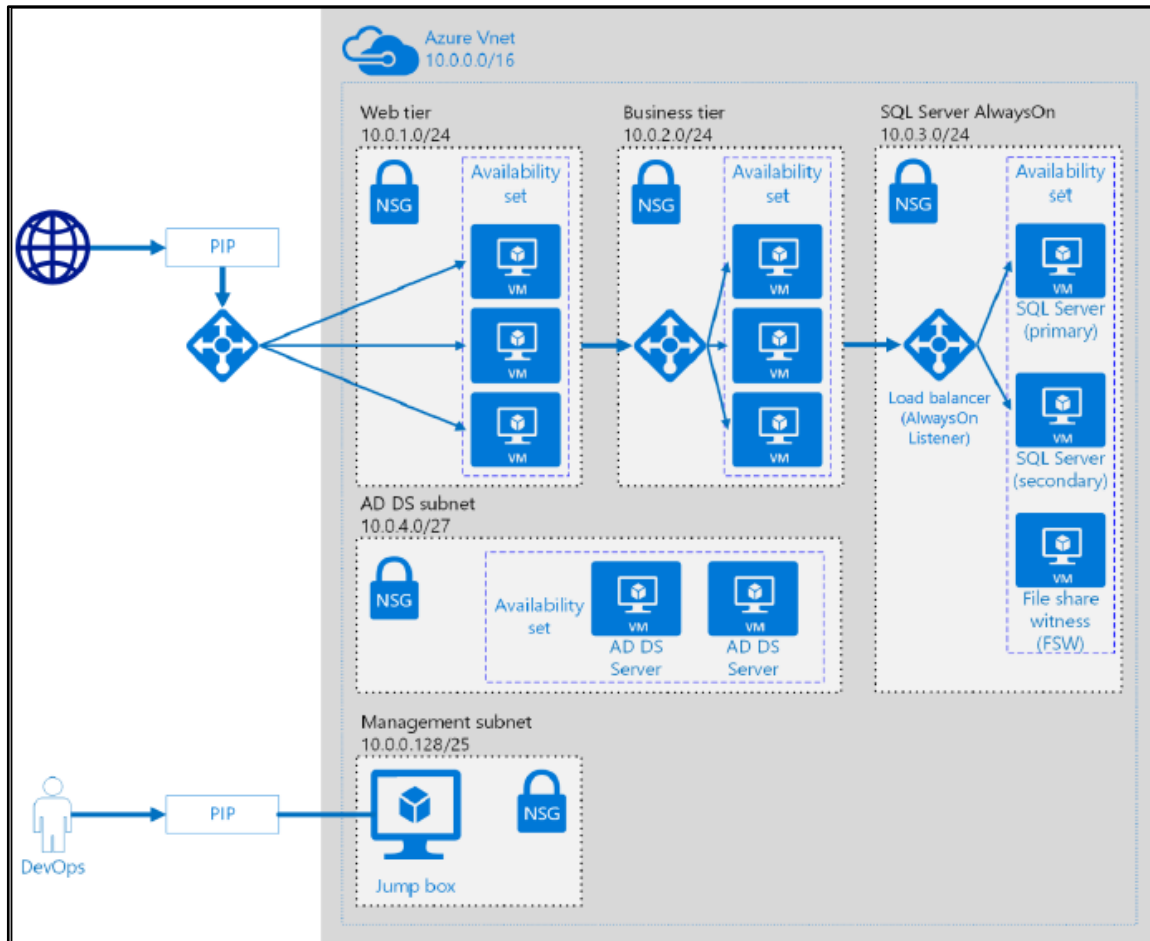 Azure Vnet
10.0.0.0/16
Web tier
10.0.1.0/24
NSG
Availability
set
VM
VM
VM
Business tier
10.0.2.0/24
NSG
Availability
set
VM
VM
VM
SQL Server AlwaysOn
10.0.3.0/24
NSG
Availability
set
VM
SQL Server
(primary)
Load balancer
(AlwaysOn
Listener)
VM
SQL Server
(secondary)
VM
File share
witness
(FSW)
PIP
AD DS subnet
10.0.4.0/27
NSG
Availability
set
VM
AD DS
Server
VM
AD DS
Server
Management subnet
10.0.0.128/25
NSG
Jump box
PIP
DevOps